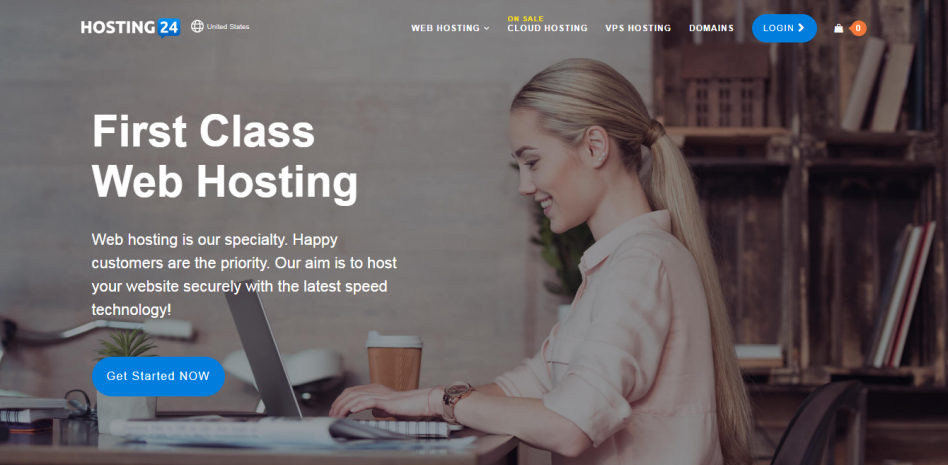 HOSTING 24
United States
WEB HOSTING
ON SALE
CLOUD HOSTING
VPS HOSTING
DOMAINS
LOGIN
0
First Class
Web Hosting
Web hosting is our specialty. Happy
customers are the priority. Our aim is to host
your website securely with the latest speed
technology!
Get Started NOW